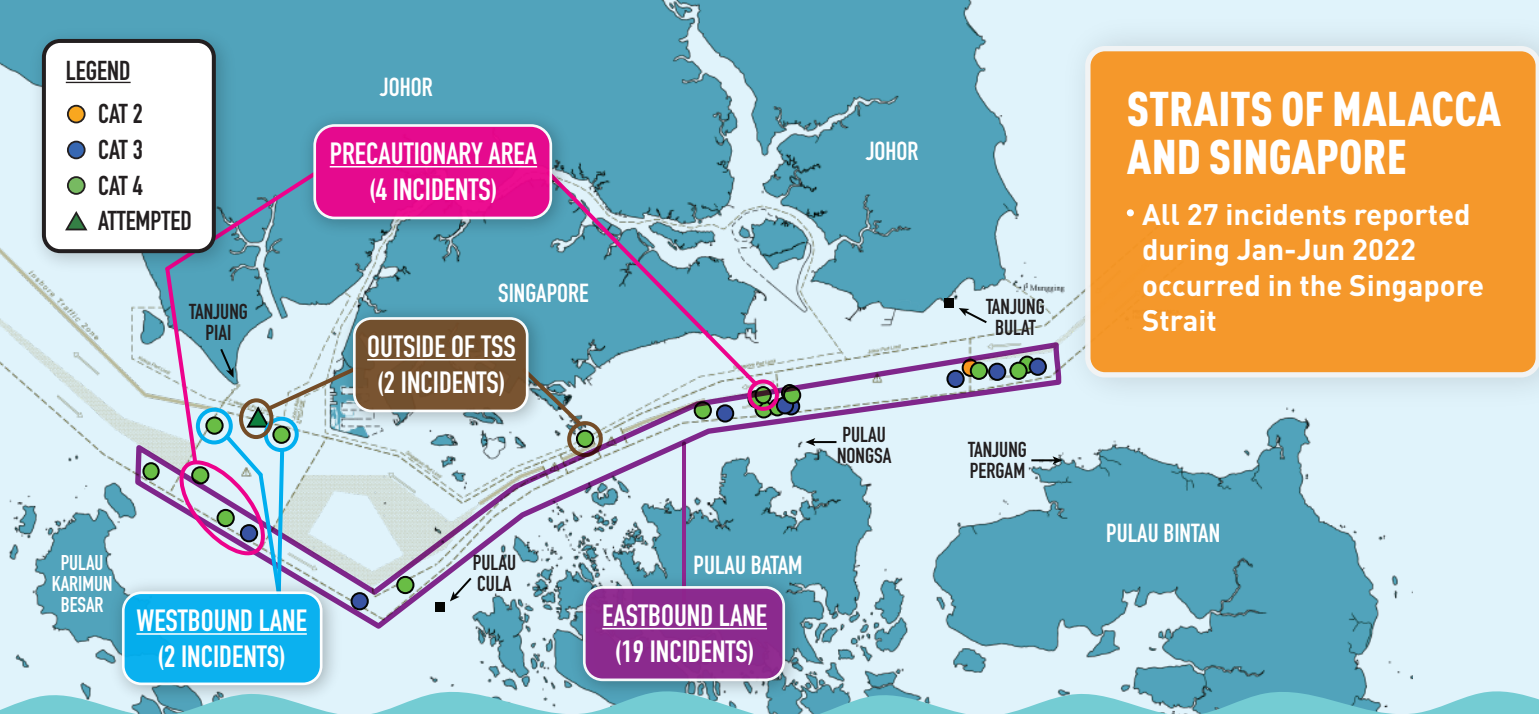 LEGEND
CAT 2
CAT 3
CAT 4
ATTEMPTED
JOHOR
PRECAUTIONARY AREA
(4 INCIDENTS)
JOHOR
STRAITS OF MALACCA
AND SINGAPORE
• All 27 incidents reported
during Jan-Jun 2022
occurred in the Singapore
Strait
Inshore Traffic Zone
TANJUNG
PIAI
SINGAPORE
OUTSIDE OF TSS
(2 INCIDENTS)
TANJUNG
BULAT
PULAU
NONGSA
TANJUNG
PERGAM
PULAU BINTAN
PULAU
KARIMUN
BESAR
PULAU
CULA
PULAU BATAM
WESTBOUND LANE
(2 INCIDENTS)
EASTBOUND LANE
(19 INCIDENTS)